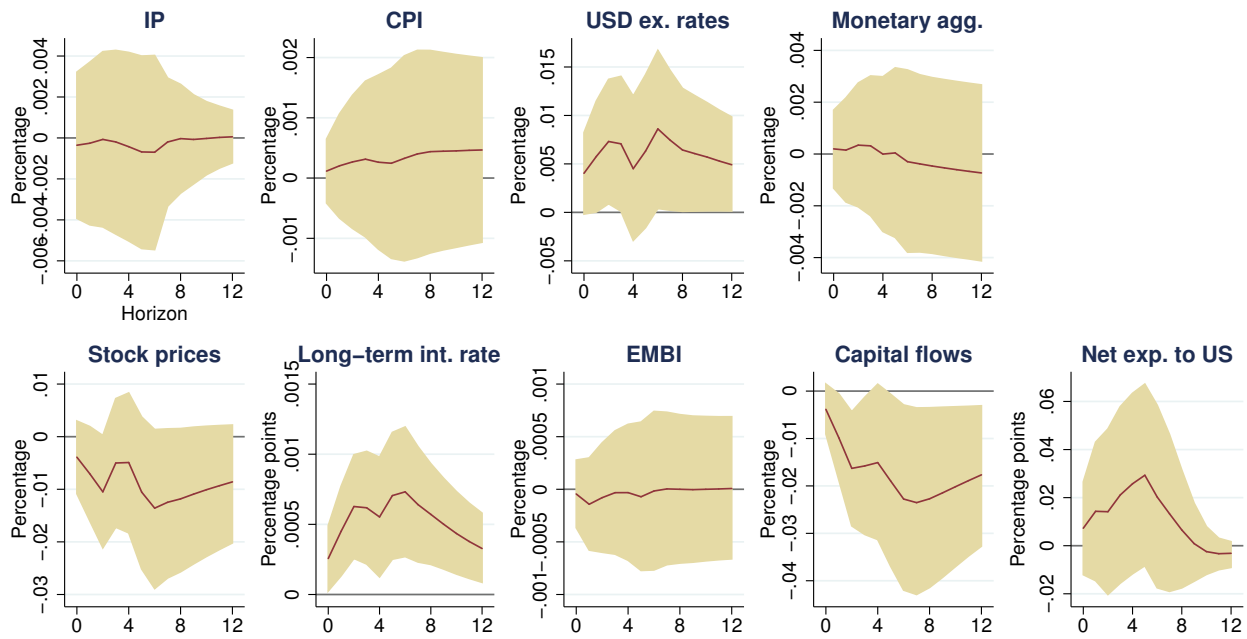 IP
Percentage
.004
.002
0
−.002
−.004
−.006
0 4 8 12
Horizon
CPI
Percentage
.002
.001
0
−.001
0 4 8 12
USD ex. rates
Percentage
.015
.01
.005
0
−.005
0 4 8 12
Monetary agg.
Percentage
.004
.002
0
−.002
−.004
0 4 8 12
Stock prices
Percentage
.01
0
−.01
−.02
−.03
0 4 8 12
Long−term int. rate
Percentage points
.0015
.001
.0005
0
0 4 8 12
EMBI
Percentage
.001
.0005
0
−.0005
−.001
0 4 8 12
Capital flows
Percentage
0
−.01
−.02
−.03
−.04
0 4 8 12
Net exp. to US
Percentage points
.06
.04
.02
0
−.02
0 4 8 12